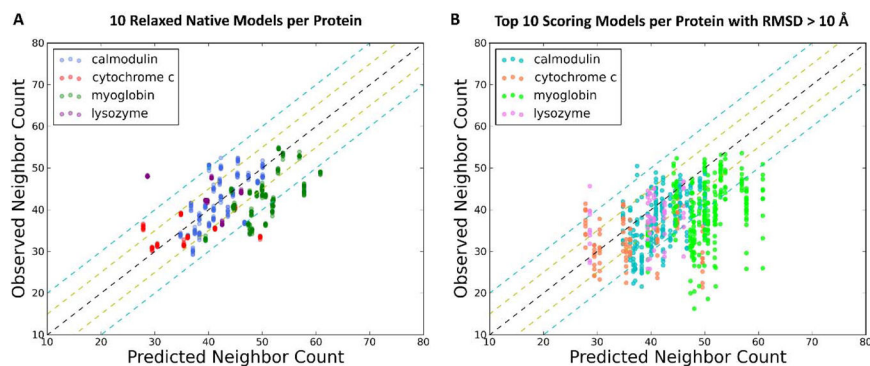 A 10 Relaxed Native Models per Protein
80
70
60
50
40
30
20
10
Observed Neighbor Count
calmodulin
cytochrome c
myoglobin
lysozyme
10 20 30 40 50 60 70 80
Predicted Neighbor Count
B Top 10 Scoring Models per Protein with RMSD > 10 Å
80
70
60
50
40
30
20
10
Observed Neighbor Count
calmodulin
cytochrome c
myoglobin
lysozyme
10 20 30 40 50 60 70 80
Predicted Neighbor Count